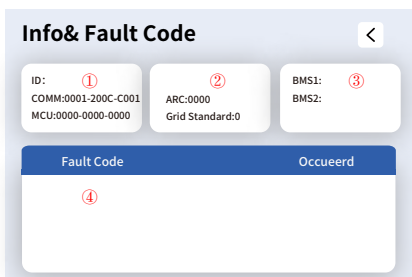 Info& Fault Code
<
ID: ①
COMM:0001-200C-C001
MCU:0000-0000-0000
②
ARC:0000
Grid Standard:0
BMS1: ③
BMS2:
Fault Code Occueerd
④